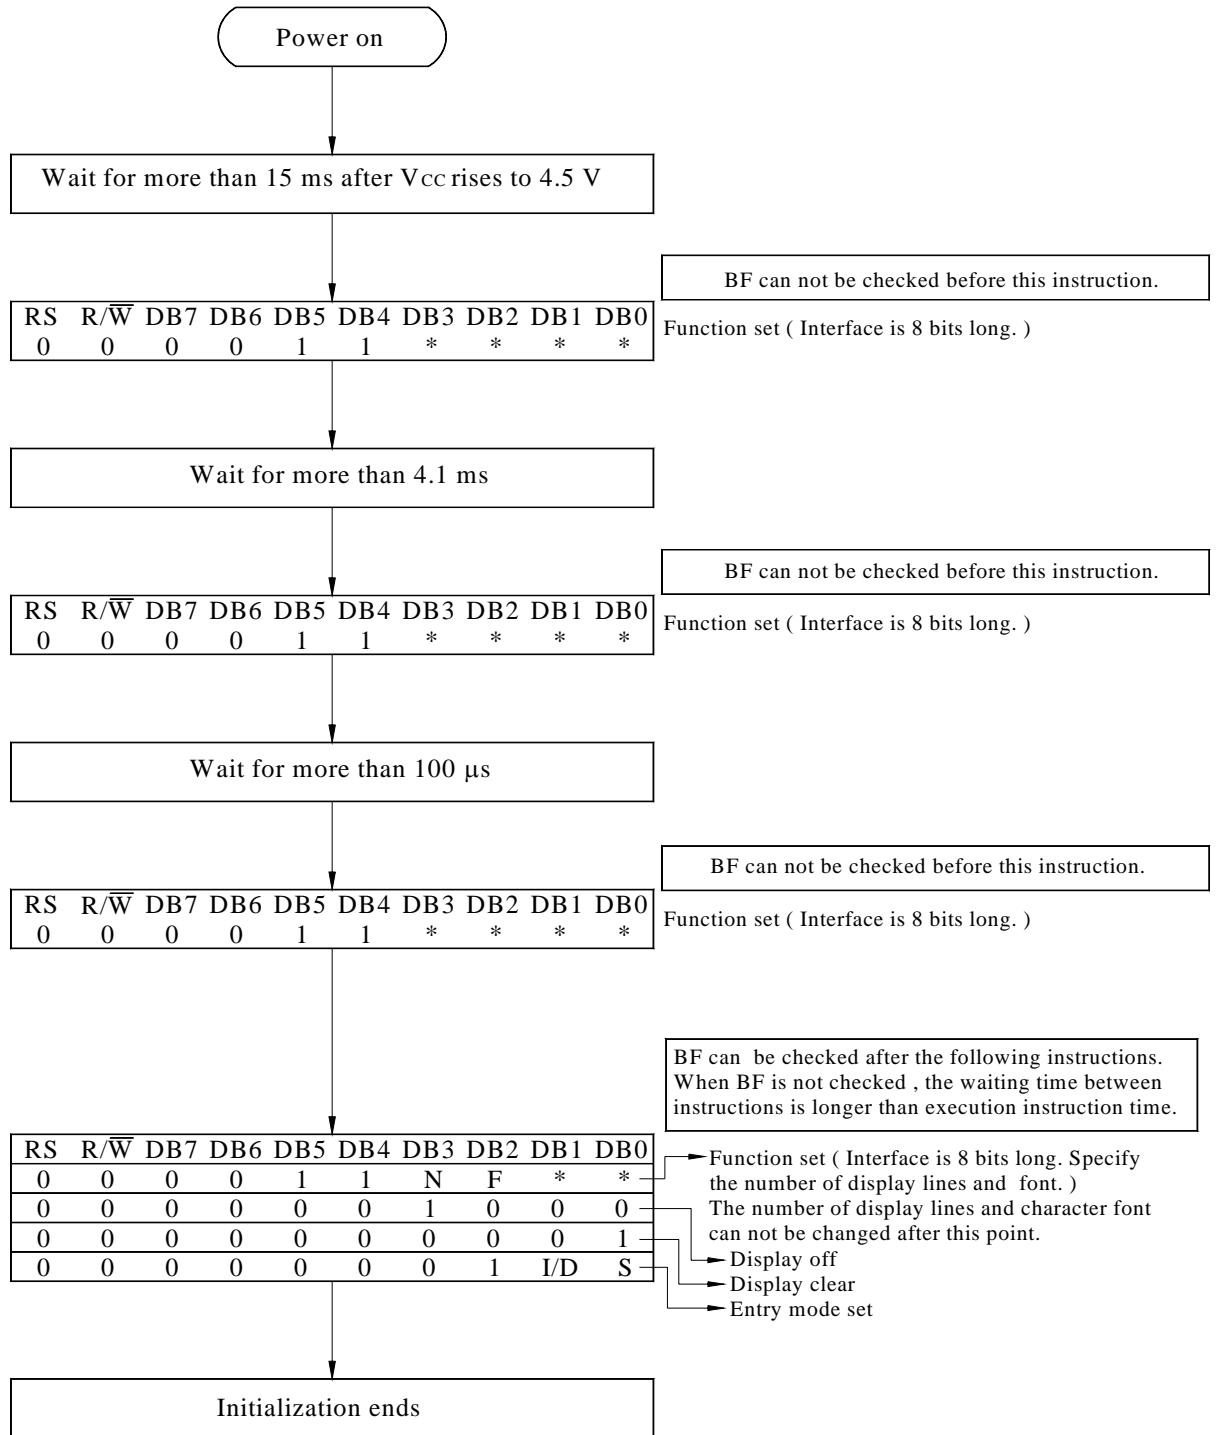 Power on
Wait for more than 15 ms after VCC rises to 4.5 V
BF can not be checked before this instruction.
RS R/W̅ DB7 DB6 DB5 DB4 DB3 DB2 DB1 DB0
0 0 0 0 1 1 * * * *
Function set ( Interface is 8 bits long. )
Wait for more than 4.1 ms
BF can not be checked before this instruction.
RS R/W̅ DB7 DB6 DB5 DB4 DB3 DB2 DB1 DB0
0 0 0 0 1 1 * * * *
Function set ( Interface is 8 bits long. )
Wait for more than 100 μs
BF can not be checked before this instruction.
RS R/W̅ DB7 DB6 DB5 DB4 DB3 DB2 DB1 DB0
0 0 0 0 1 1 * * * *
Function set ( Interface is 8 bits long. )
BF can be checked after the following instructions.
When BF is not checked , the waiting time between
instructions is longer than execution instruction time.
RS R/W̅ DB7 DB6 DB5 DB4 DB3 DB2 DB1 DB0
0 0 0 0 1 1 N F * *
0 0 0 0 0 0 1 0 0 0
0 0 0 0 0 0 0 0 0 1
0 0 0 0 0 0 0 1 I/D S
Function set ( Interface is 8 bits long. Specify
the number of display lines and font. )
The number of display lines and character font
can not be changed after this point.
Display off
Display clear
Entry mode set
Initialization ends